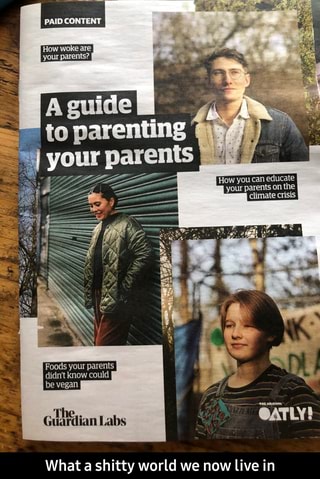 PAID CONTENT
How woke are
your parents?
A guide
to parenting
your parents
How you can educate
your parents on the
climate crisis
Foods your parents
didn't know could
be vegan
The
Guardian Labs
THE ORIGINAL
OATLY!
What a shitty world we now live in